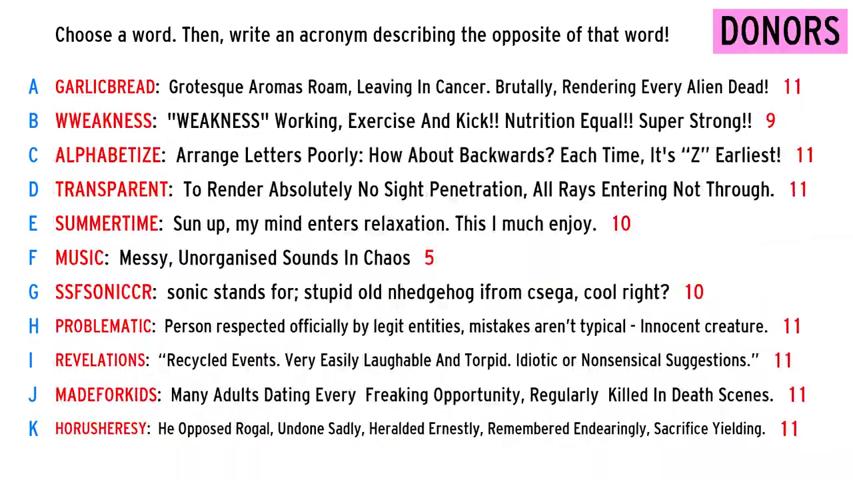 Choose a word. Then, write an acronym describing the opposite of that word!
DONORS
A GARLICBREAD: Grotesque Aromas Roam, Leaving In Cancer. Brutally, Rendering Every Alien Dead! 11
B WWEAKNESS: "WEAKNESS" Working, Exercise And Kick!! Nutrition Equal!! Super Strong!! 9
C ALPHABETIZE: Arrange Letters Poorly: How About Backwards? Each Time, It's “Z” Earliest! 11
D TRANSPARENT: To Render Absolutely No Sight Penetration, All Rays Entering Not Through. 11
E SUMMERTIME: Sun up, my mind enters relaxation. This I much enjoy. 10
F MUSIC: Messy, Unorganised Sounds In Chaos 5
G SSFSONICCR: sonic stands for; stupid old nhedgehog ifrom csega, cool right? 10
H PROBLEMATIC: Person respected officially by legit entities, mistakes aren’t typical - Innocent creature. 11
I REVELATIONS: “Recycled Events. Very Easily Laughable And Torpid. Idiotic or Nonsensical Suggestions.” 11
J MADEFORKIDS: Many Adults Dating Every Freaking Opportunity, Regularly Killed In Death Scenes. 11
K HORUSHERESY: He Opposed Rogal, Undone Sadly, Heralded Ernestly, Remembered Endearingly, Sacrifice Yielding. 11